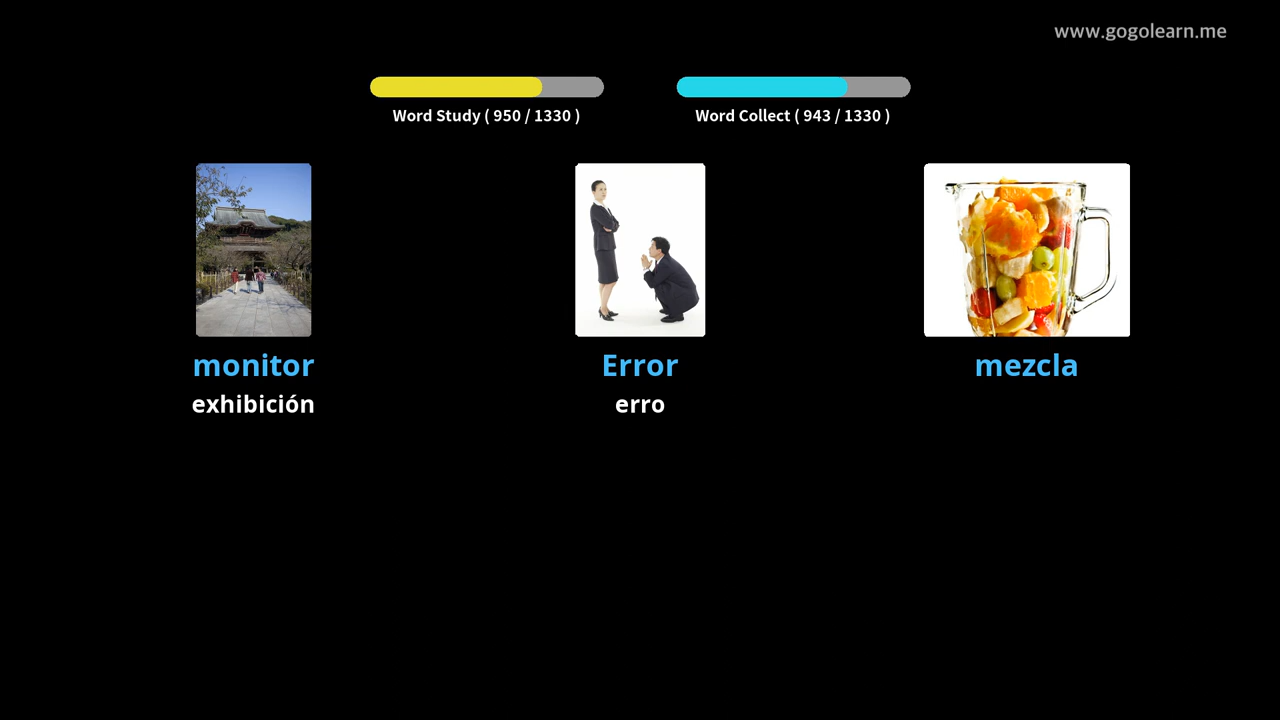 www.gogolearn.me
Word Study ( 950 / 1330 )
Word Collect ( 943 / 1330 )
monitor
exhibición
Error
erro
mezcla